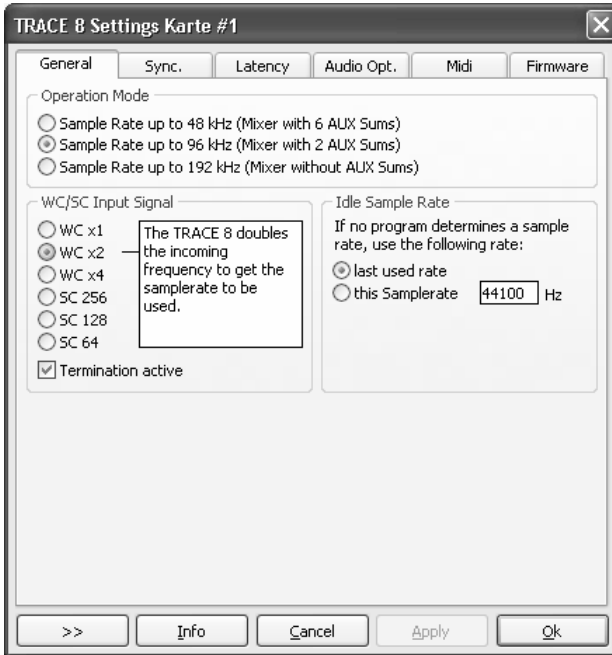 TRACE 8 Settings Karte #1
General Sync. Latency Audio Opt. Midi Firmware
Operation Mode
Sample Rate up to 48 kHz (Mixer with 6 AUX Sums)
Sample Rate up to 96 kHz (Mixer with 2 AUX Sums)
Sample Rate up to 192 kHz (Mixer without AUX Sums)
WC/SC Input Signal
WC x1
WC x2
WC x4
SC 256
SC 128
SC 64
The TRACE 8 doubles
the incoming
frequency to get the
samplerate to be
used.
Termination active
Idle Sample Rate
If no program determines a sample
rate, use the following rate:
last used rate
this Samplerate 44100 Hz
>> Info Cancel Apply Ok